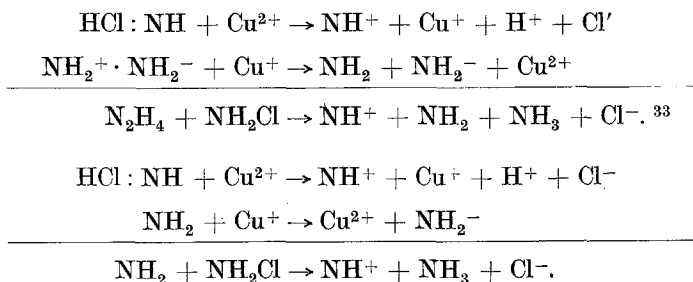 HCl : NH + Cu²⁺ → NH⁺ + Cu⁺ + H⁺ + Cl′
NH₂⁺ · NH₂⁻ + Cu⁺ → NH₂ + NH₂⁻ + Cu²⁺
N₂H₄ + NH₂Cl → NH⁺ + NH₂ + NH₃ + Cl⁻. ³³
HCl : NH + Cu²⁺ → NH⁺ + Cu⁺ + H⁺ + Cl⁻
NH₂ + Cu⁺ → Cu²⁺ + NH₂⁻
NH₂ + NH₂Cl → NH⁺ + NH₃ + Cl⁻.